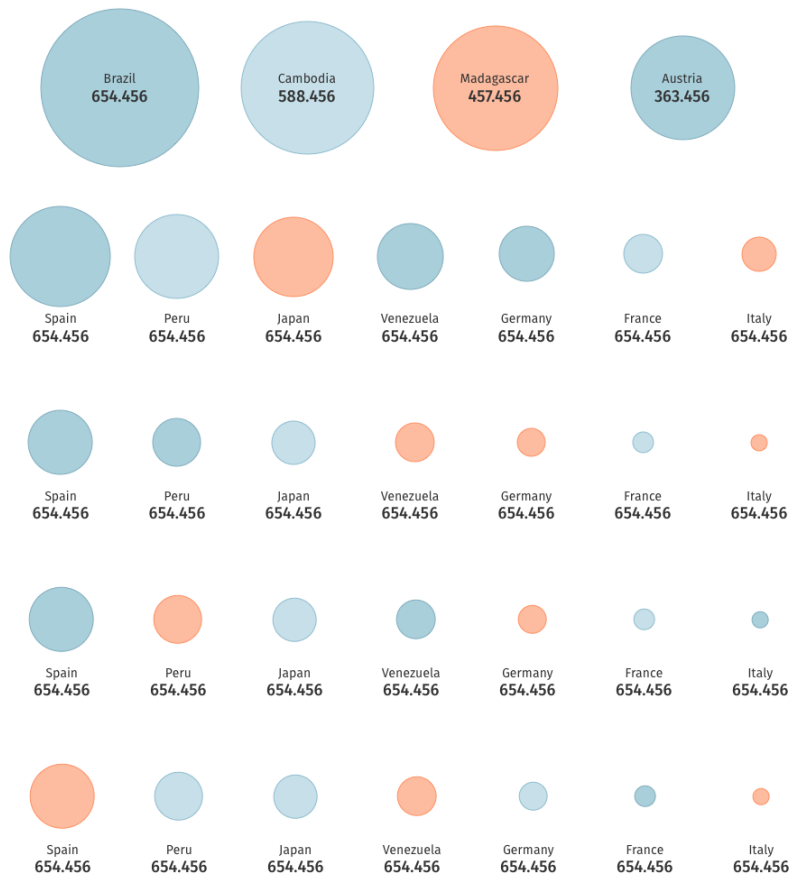 Brazil Cambodia Madagascar Austria
654.456 588.456 457.456 363.456
Spain Peru Japan Venezuela Germany France Italy
654.456 654.456 654.456 654.456 654.456 654.456 654.456
Spain Peru Japan Venezuela Germany France Italy
654.456 654.456 654.456 654.456 654.456 654.456 654.456
Spain Peru Japan Venezuela Germany France Italy
654.456 654.456 654.456 654.456 654.456 654.456 654.456
Spain Peru Japan Venezuela Germany France Italy
654.456 654.456 654.456 654.456 654.456 654.456 654.456